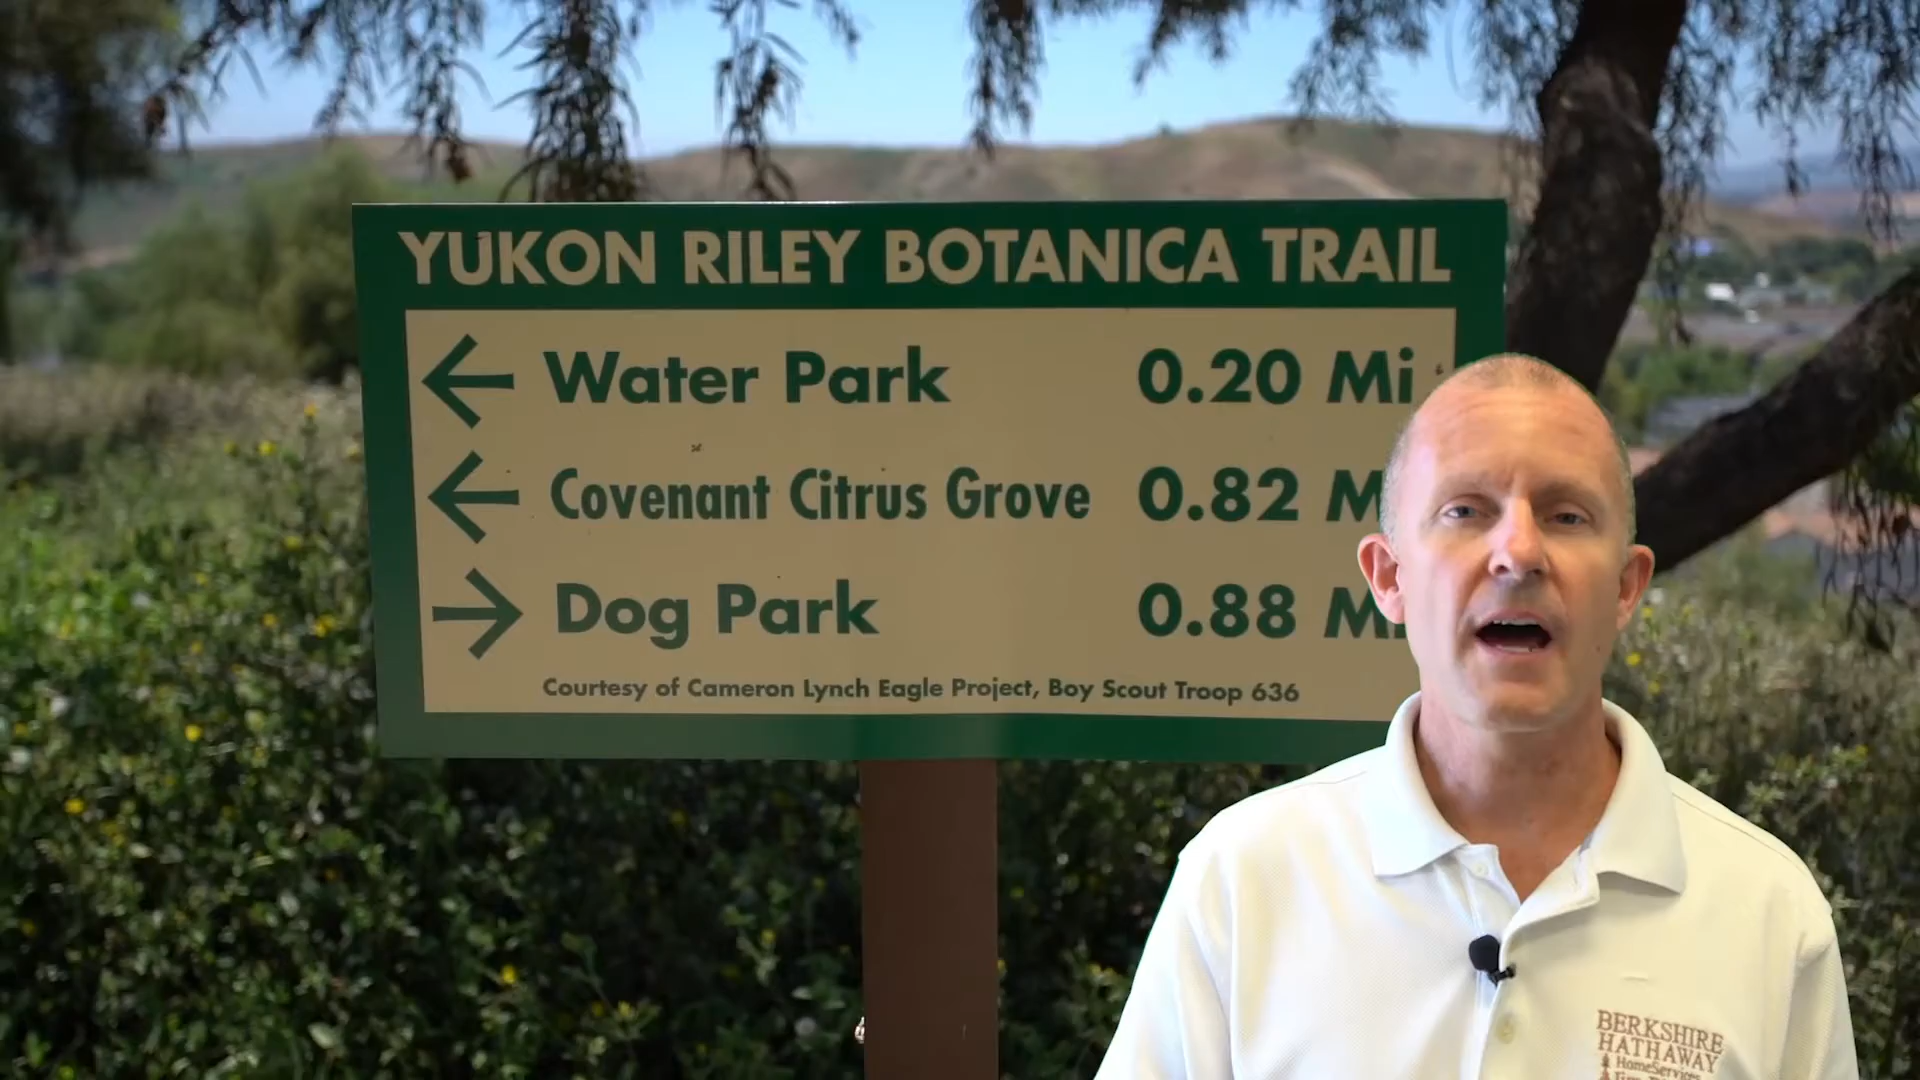 YUKON RILEY BOTANICA TRAIL
← Water Park 0.20 Mi
← Covenant Citrus Grove 0.82
→ Dog Park 0.88
Courtesy of Cameron Lynch Eagle Project, Boy Scout Troop 636
BERKSHIRE
HATHAWAY
HomeServices